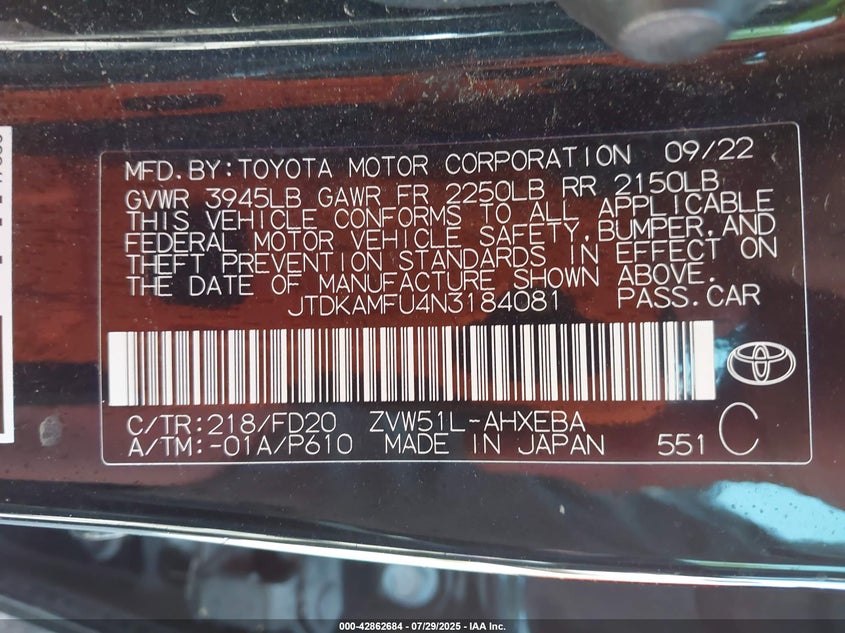 MFD.BY:TOYOTA MOTOR CORPORATION 09/22
GVWR 3945LB GAWR FR 2250LB RR 2150LB
THIS VEHICLE CONFORMS TO ALL APPLICABLE
FEDERAL MOTOR VEHICLE SAFETY,BUMPER,AND
THEFT PREVENTION STANDARDS IN EFFECT ON
THE DATE OF MANUFACTURE SHOWN ABOVE.
JTDKAMFU4N3184081 PASS.CAR
C/TR:218/FD20 ZVW51L-AHXEBA
A/TM:-01A/P610 MADE IN JAPAN 551 C
000-42862684 / 07/29/2025 - IAA Inc.